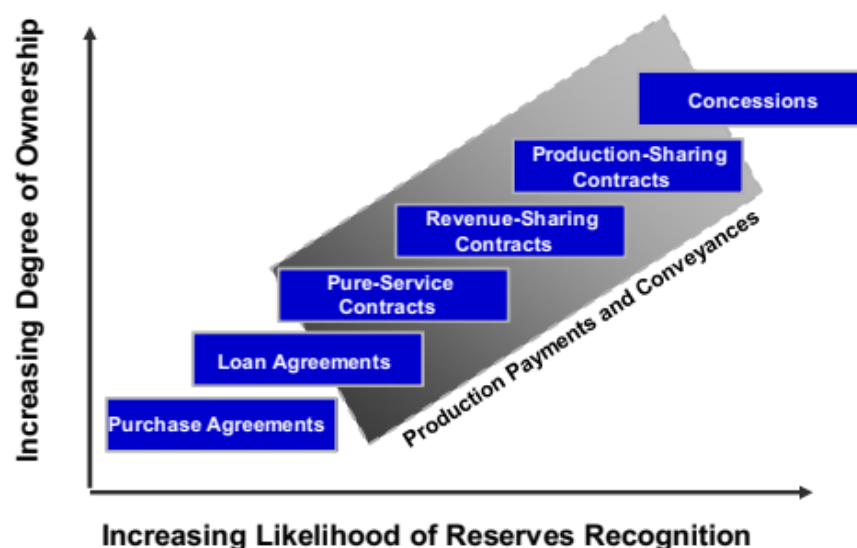 Increasing Degree of Ownership
Concessions
Production-Sharing
Contracts
Revenue-Sharing
Contracts
Pure-Service
Contracts
Loan Agreements
Purchase Agreements
Production Payments and Conveyances
Increasing Likelihood of Reserves Recognition